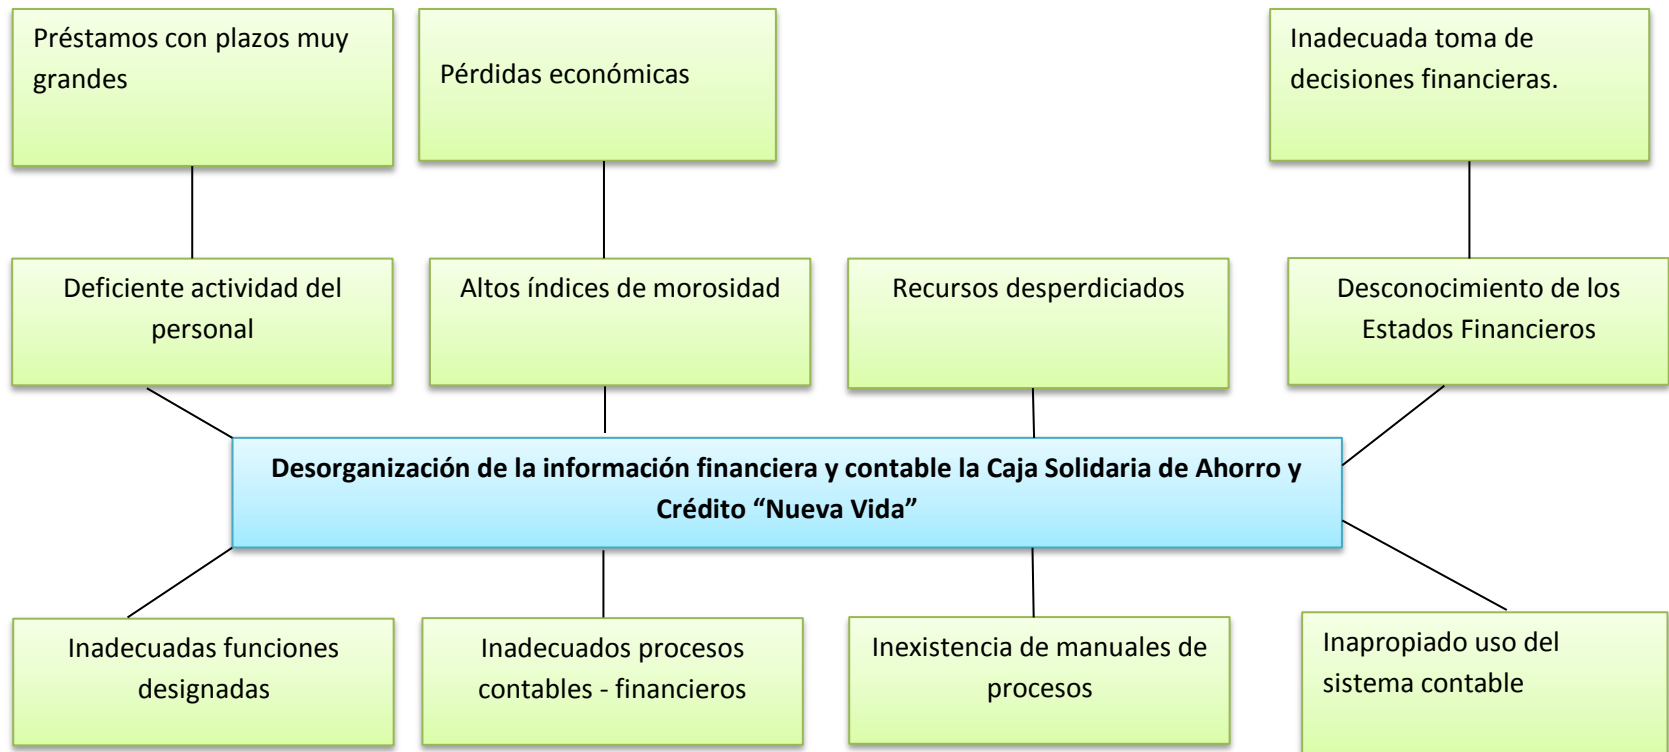 Préstamos con plazos muy
grandes
Pérdidas económicas
Inadecuada toma de
decisiones financieras.
Deficiente actividad del
personal
Altos índices de morosidad
Recursos desperdiciados
Desconocimiento de los
Estados Financieros
Desorganización de la información financiera y contable la Caja Solidaria de Ahorro y
Crédito “Nueva Vida”
Inadecuadas funciones
designadas
Inadecuados procesos
contables - financieros
Inexistencia de manuales de
procesos
Inapropiado uso del
sistema contable